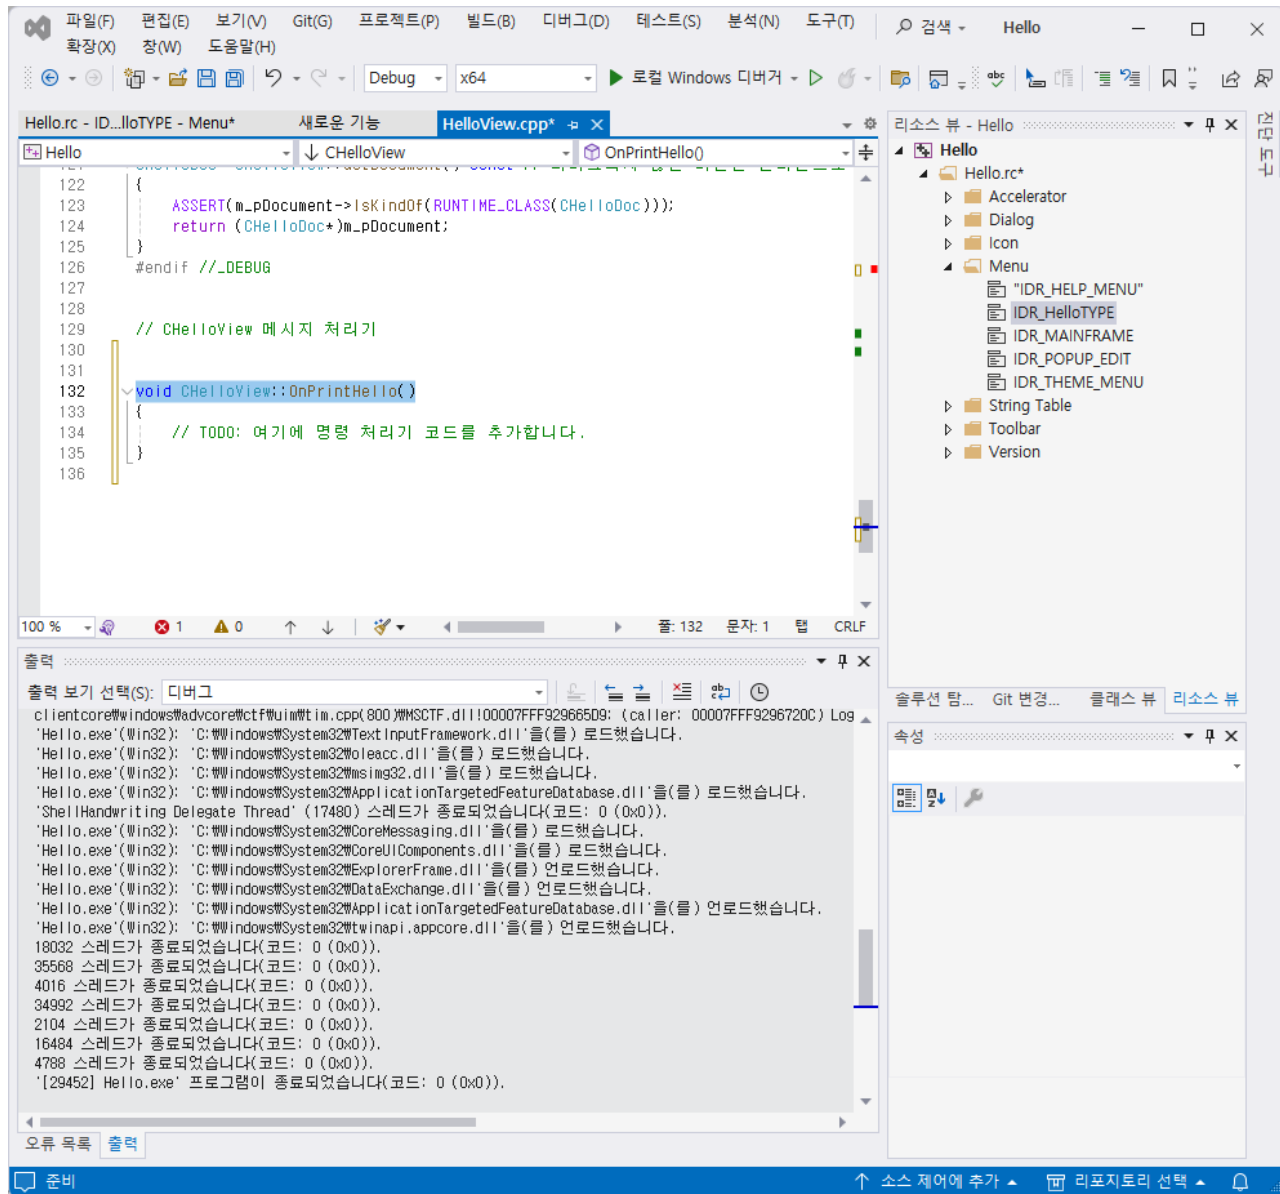 파일(F) 편집(E) 보기(V) Git(G) 프로젝트(P) 빌드(B) 디버그(D) 테스트(S) 분석(N) 도구(T) 검색 Hello
확장(X) 창(W) 도움말(H)
Debug x64 로컬 Windows 디버거
Hello.rc - ID...lloTYPE - Menu* 새로운 기능 HelloView.cpp*
Hello CHelloView OnPrintHello()
122 {
123 ASSERT(m_pDocument->IsKindOf(RUNTIME_CLASS(CHelloDoc)));
124 return (CHelloDoc*)m_pDocument;
125 }
126 #endif //_DEBUG
127
128
129 // CHelloView 메시지 처리기
130
131
132 void CHelloView::OnPrintHello()
133 {
134 // TODO: 여기에 명령 처리기 코드를 추가합니다.
135 }
136
100 % 1 0 줄: 132 문자: 1 탭 CRLF
출력
출력 보기 선택(S): 디버그
clientcore₩windows₩advcore₩ctf₩uim₩tim.cpp(800)₩MSCTF.dll!00007FFF929665D9: (caller: 00007FFF9296720C) Log
'Hello.exe'(Win32): 'C:₩Windows₩System32₩TextInputFramework.dll'을(를) 로드했습니다.
'Hello.exe'(Win32): 'C:₩Windows₩System32₩oleacc.dll'을(를) 로드했습니다.
'Hello.exe'(Win32): 'C:₩Windows₩System32₩msimg32.dll'을(를) 로드했습니다.
'Hello.exe'(Win32): 'C:₩Windows₩System32₩ApplicationTargetedFeatureDatabase.dll'을(를) 로드했습니다.
'ShellHandwriting Delegate Thread' (17480) 스레드가 종료되었습니다(코드: 0 (0x0)).
'Hello.exe'(Win32): 'C:₩Windows₩System32₩CoreMessaging.dll'을(를) 로드했습니다.
'Hello.exe'(Win32): 'C:₩Windows₩System32₩CoreUIComponents.dll'을(를) 로드했습니다.
'Hello.exe'(Win32): 'C:₩Windows₩System32₩ExplorerFrame.dll'을(를) 언로드했습니다.
'Hello.exe'(Win32): 'C:₩Windows₩System32₩DataExchange.dll'을(를) 언로드했습니다.
'Hello.exe'(Win32): 'C:₩Windows₩System32₩ApplicationTargetedFeatureDatabase.dll'을(를) 언로드했습니다.
'Hello.exe'(Win32): 'C:₩Windows₩System32₩twinapi.appcore.dll'을(를) 언로드했습니다.
18032 스레드가 종료되었습니다(코드: 0 (0x0)).
35568 스레드가 종료되었습니다(코드: 0 (0x0)).
4016 스레드가 종료되었습니다(코드: 0 (0x0)).
34992 스레드가 종료되었습니다(코드: 0 (0x0)).
2104 스레드가 종료되었습니다(코드: 0 (0x0)).
16484 스레드가 종료되었습니다(코드: 0 (0x0)).
4788 스레드가 종료되었습니다(코드: 0 (0x0)).
'[29452] Hello.exe' 프로그램이 종료되었습니다(코드: 0 (0x0)).
오류 목록 출력
리소스 뷰 - Hello
Hello
Hello.rc*
Accelerator
Dialog
Icon
Menu
"IDR_HELP_MENU"
IDR_HelloTYPE
IDR_MAINFRAME
IDR_POPUP_EDIT
IDR_THEME_MENU
String Table
Toolbar
Version
솔루션 탐... Git 변경... 클래스 뷰 리소스 뷰
속성
진단 도구
준비 소스 제어에 추가 리포지토리 선택